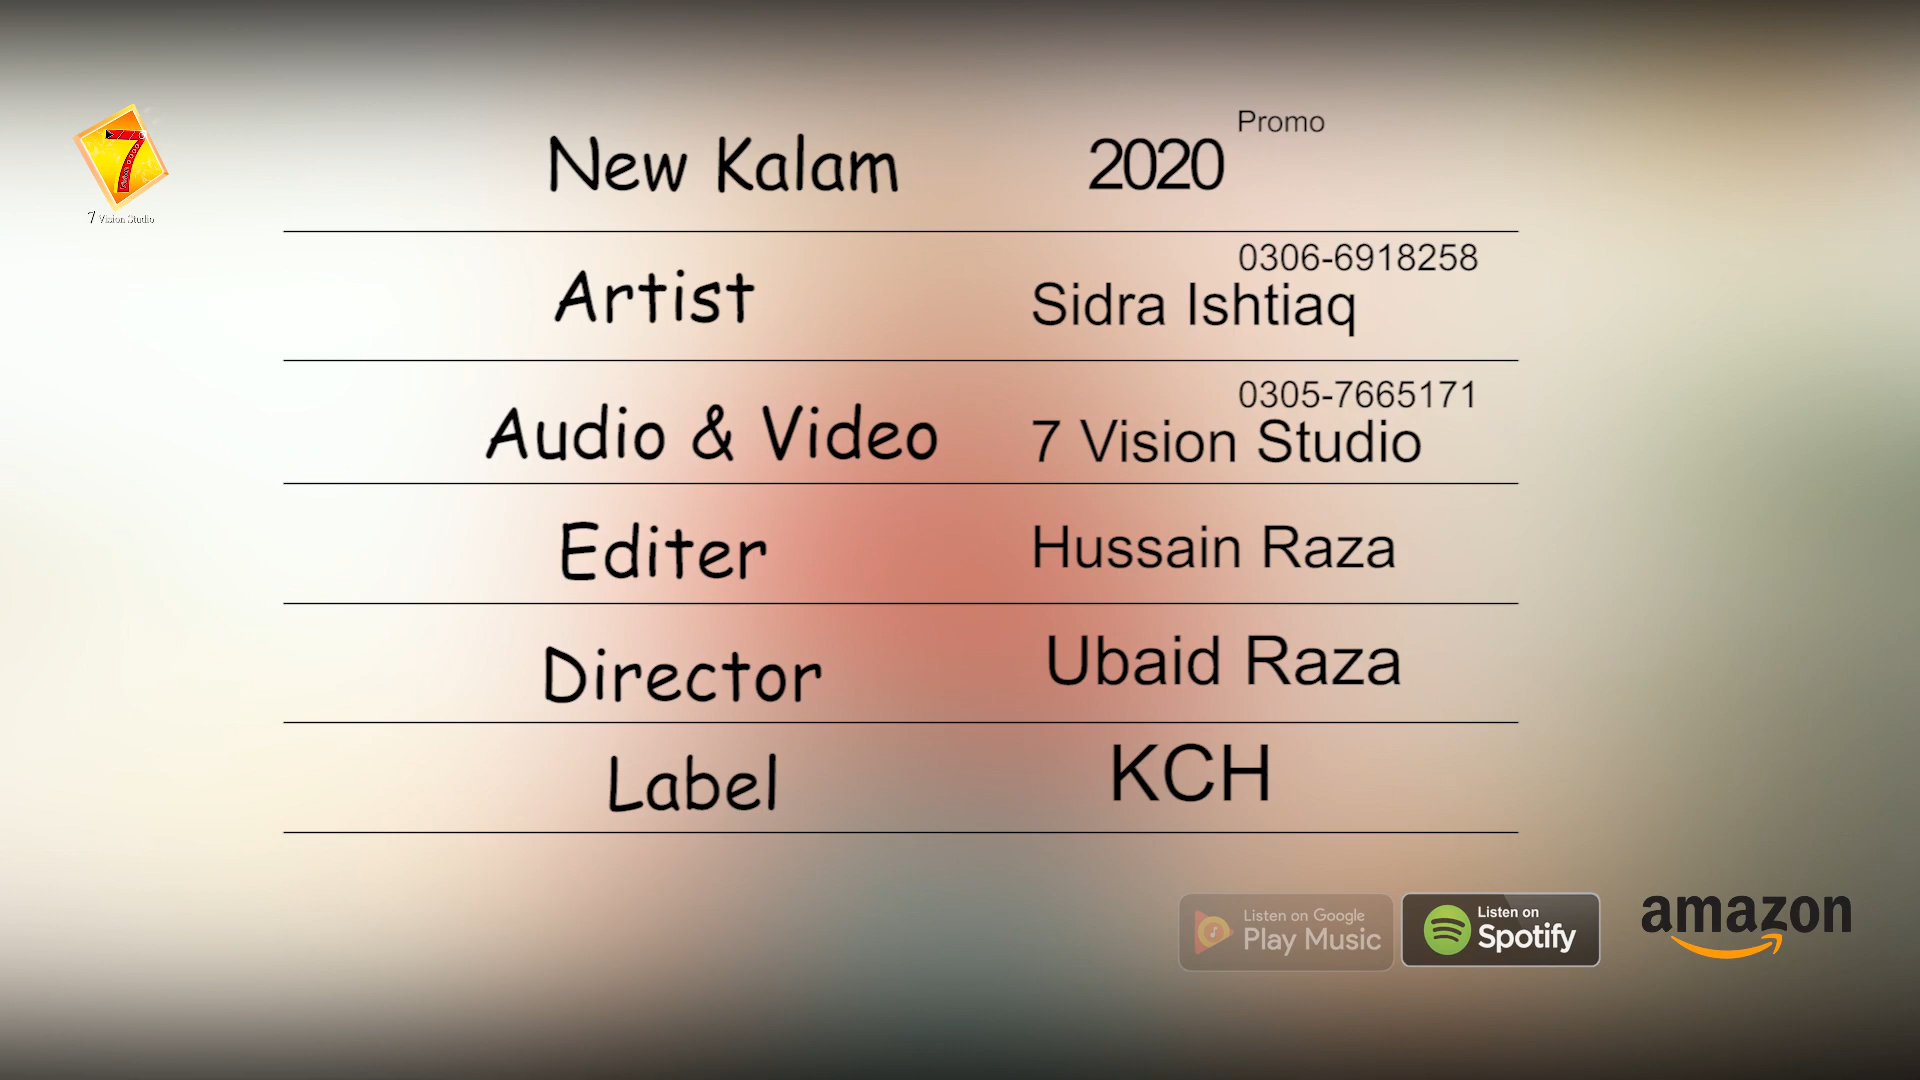 7
7 Vision Studio
New Kalam 2020 Promo
0306-6918258
Artist Sidra Ishtiaq
0305-7665171
Audio & Video 7 Vision Studio
Editer Hussain Raza
Director Ubaid Raza
Label KCH
Listen on Google
Play Music
Listen on
Spotify
amazon